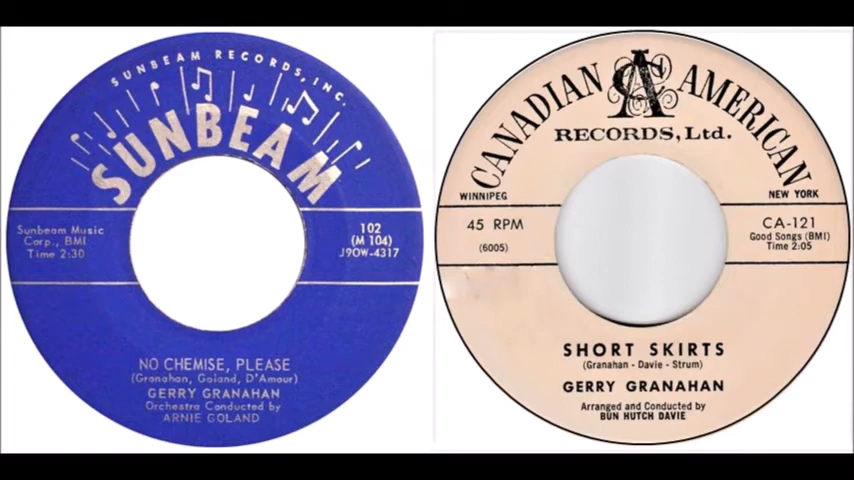 SUNBEAM RECORDS, INC.
SUNBEAM
Sunbeam Music
Corp., BMI
Time 2:30
102
(M 104)
J9OW-4317
NO CHEMISE, PLEASE
(Granahan, Goland, D'Amour)
GERRY GRANAHAN
Orchestra Conducted by
ARNIE GOLAND
CANADIAN CA AMERICAN
RECORDS, Ltd.
WINNIPEG
NEW YORK
45 RPM
(6005)
CA-121
Good Songs (BMI)
Time 2:05
SHORT SKIRTS
(Granahan - Davie - Strum)
GERRY GRANAHAN
Arranged and Conducted by
BUN HUTCH DAVIE